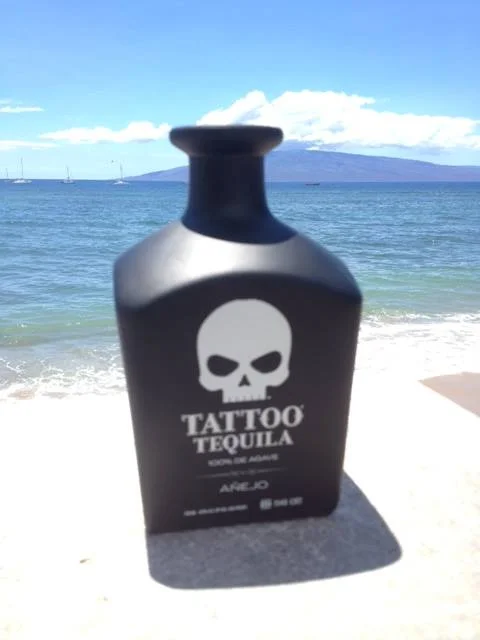 TATTOO
TEQUILA
100% DE AGAVE
AÑEJO